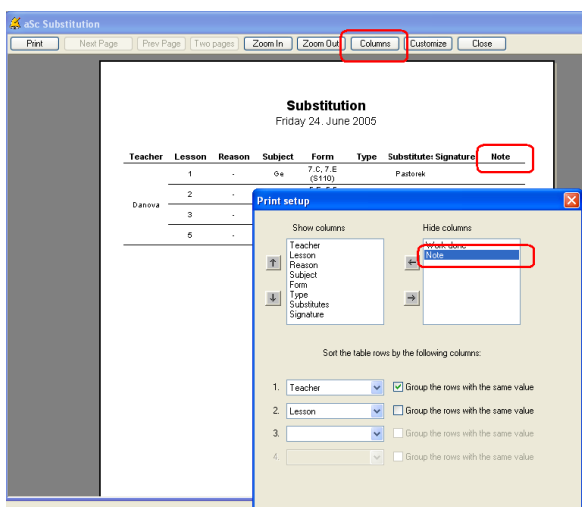 aSc Substitution
Print Next Page Prev Page Two pages Zoom In Zoom Out Columns Customize Close
Substitution
Friday 24. June 2005
Teacher Lesson Reason Subject Form Type Substitute: Signature Note
1 - Ge 7.C, 7.E (S110) Pastorek
Danova
2 -
3 -
5 -
Print setup
Show columns Hide columns
Teacher
Lesson
Reason
Subject
Form
Type
Substitutes
Signature
Work done
Note
Sort the table rows by the following columns:
1. Teacher Group the rows with the same value
2. Lesson Group the rows with the same value
3. Group the rows with the same value
4. Group the rows with the same value